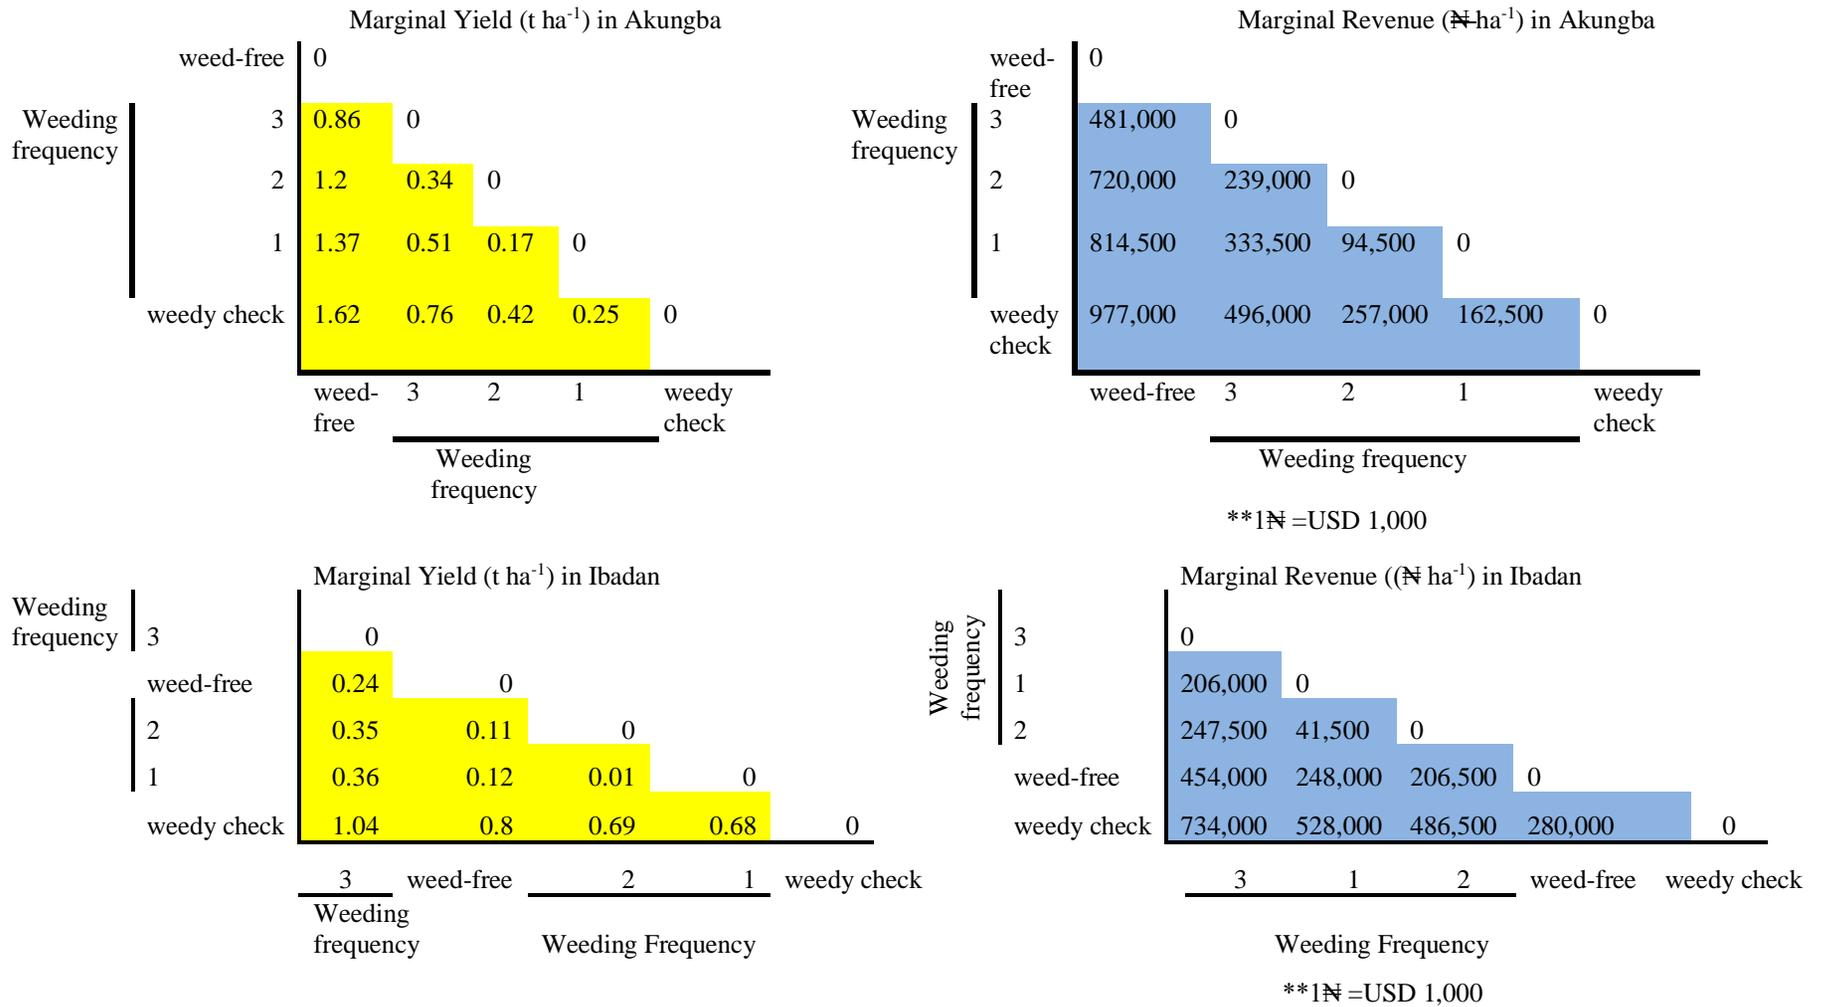 Marginal Yield (t ha-1) in Akungba
weed-free 0
Weeding frequency
3 0.86 0
2 1.2 0.34 0
1 1.37 0.51 0.17 0
weedy check 1.62 0.76 0.42 0.25 0
weed-free 3 2 1 weedy check
Weeding
frequency
Marginal Revenue (₦ ha-1) in Akungba
weed-free 0
Weeding frequency
3 481,000 0
2 720,000 239,000 0
1 814,500 333,500 94,500 0
weedy check 977,000 496,000 257,000 162,500 0
weed-free 3 2 1 weedy check
Weeding frequency
**1₦ =USD 1,000
Marginal Yield (t ha-1) in Ibadan
Weeding
frequency 3 0
weed-free 0.24 0
2 0.35 0.11 0
1 0.36 0.12 0.01 0
weedy check 1.04 0.8 0.69 0.68 0
3 weed-free 2 1 weedy check
Weeding
frequency Weeding Frequency
Marginal Revenue ((₦ ha-1) in Ibadan
Weeding
frequency
3 0
1 206,000 0
2 247,500 41,500 0
weed-free 454,000 248,000 206,500 0
weedy check 734,000 528,000 486,500 280,000 0
3 1 2 weed-free weedy check
Weeding Frequency
**1₦ =USD 1,000